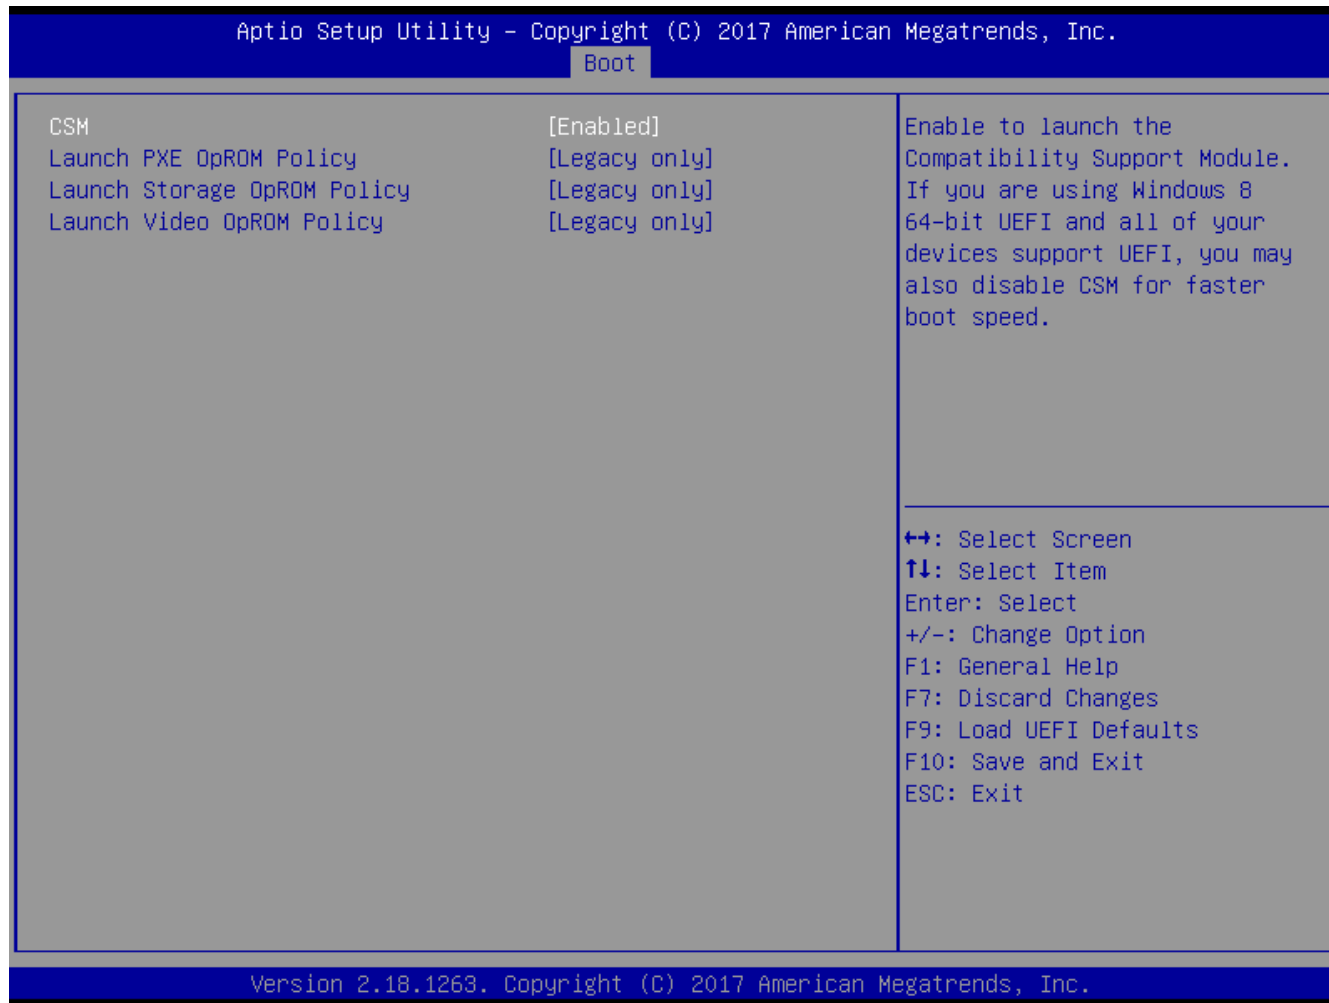 Aptio Setup Utility – Copyright (C) 2017 American Megatrends, Inc.
Boot
CSM [Enabled]
Launch PXE OpROM Policy [Legacy only]
Launch Storage OpROM Policy [Legacy only]
Launch Video OpROM Policy [Legacy only]
Enable to launch the
Compatibility Support Module.
If you are using Windows 8
64-bit UEFI and all of your
devices support UEFI, you may
also disable CSM for faster
boot speed.
↔: Select Screen
↑↓: Select Item
Enter: Select
+/-: Change Option
F1: General Help
F7: Discard Changes
F9: Load UEFI Defaults
F10: Save and Exit
ESC: Exit
Version 2.18.1263. Copyright (C) 2017 American Megatrends, Inc.